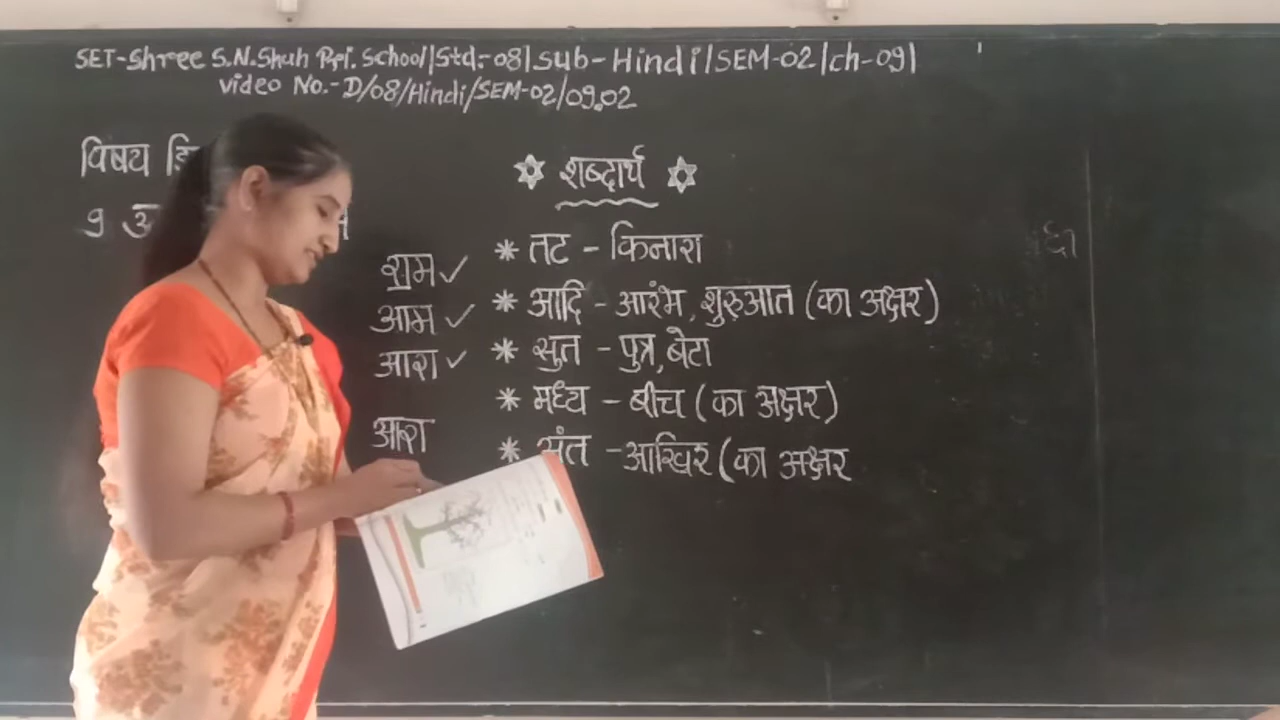 SET-Shree S.N.Shah Pri. School|Std-08|Sub-Hindi|SEM-02|ch-09|
video No.-D/08/Hindi/SEM-02/09.02
विषय
९
शब्दार्थ
* तट - किनारा
* आदि - आरंभ, शुरुआत (का अक्षर)
* सुत - पुत्र, बेटा
* मध्य - बीच (का अक्षर)
* अंत - आखिर (का अक्षर
राम ✓
आम ✓
आरा ✓
आरा